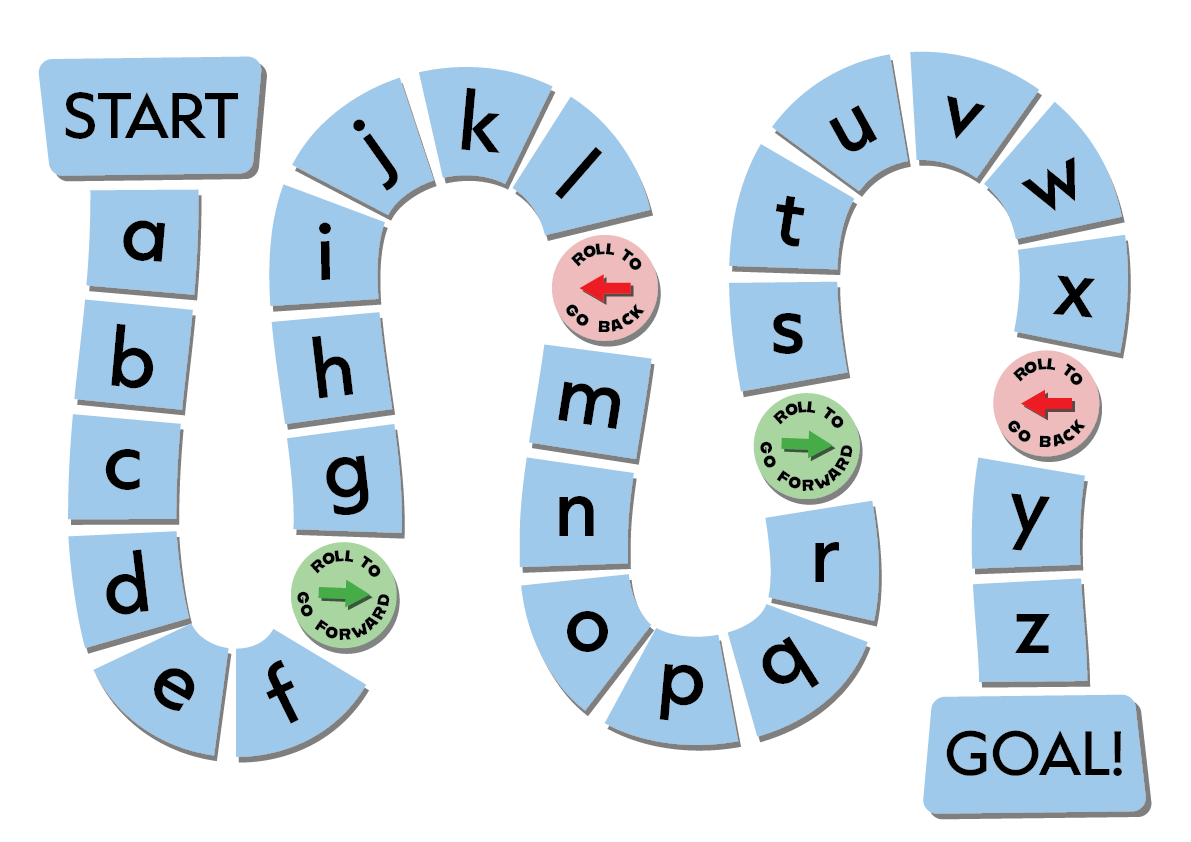 START
a
b
c
d
e
f
ROLL TO
GO FORWARD
g
h
i
j
k
l
ROLL TO
GO BACK
m
n
o
p
q
r
ROLL TO
GO FORWARD
s
t
u
v
w
x
ROLL TO
GO BACK
y
z
GOAL!